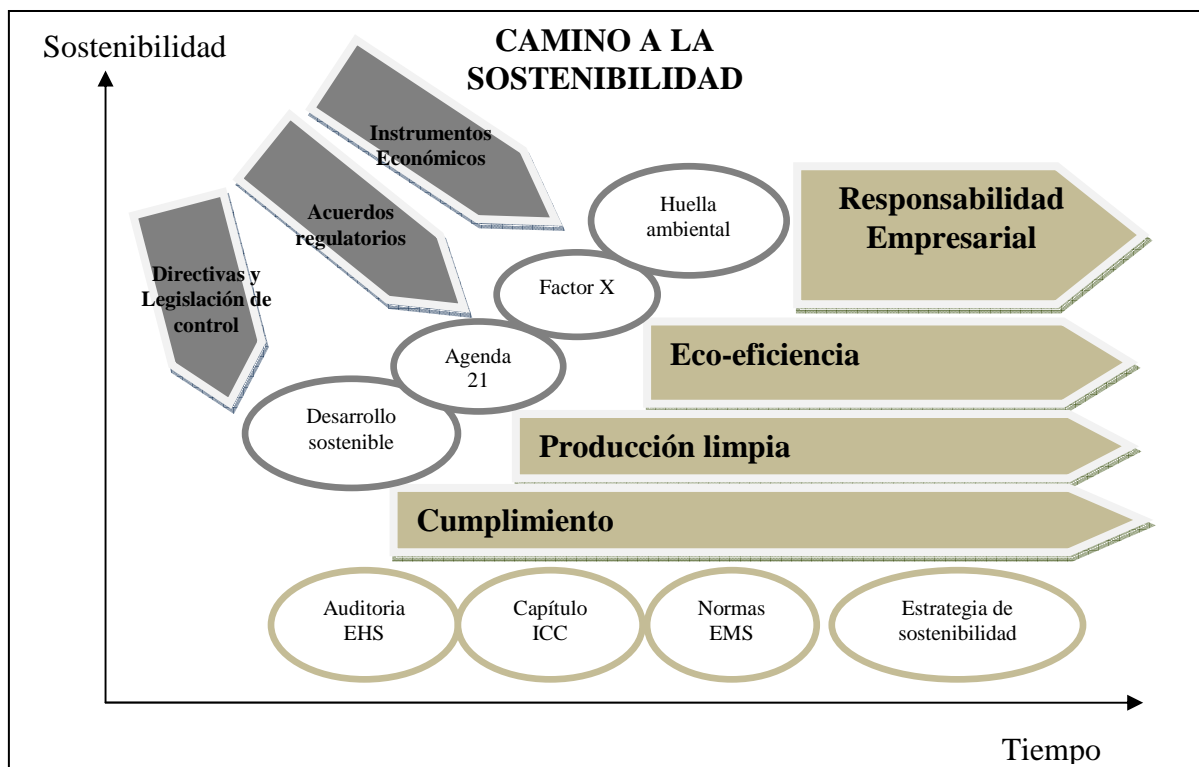 Sostenibilidad
CAMINO A LA
SOSTENIBILIDAD
Instrumentos
Económicos
Acuerdos
regulatorios
Directivas y
Legislación de
control
Huella
ambiental
Factor X
Agenda
21
Desarrollo
sostenible
Responsabilidad
Empresarial
Eco-eficiencia
Producción limpia
Cumplimiento
Auditoria
EHS
Capítulo
ICC
Normas
EMS
Estrategia de
sostenibilidad
Tiempo